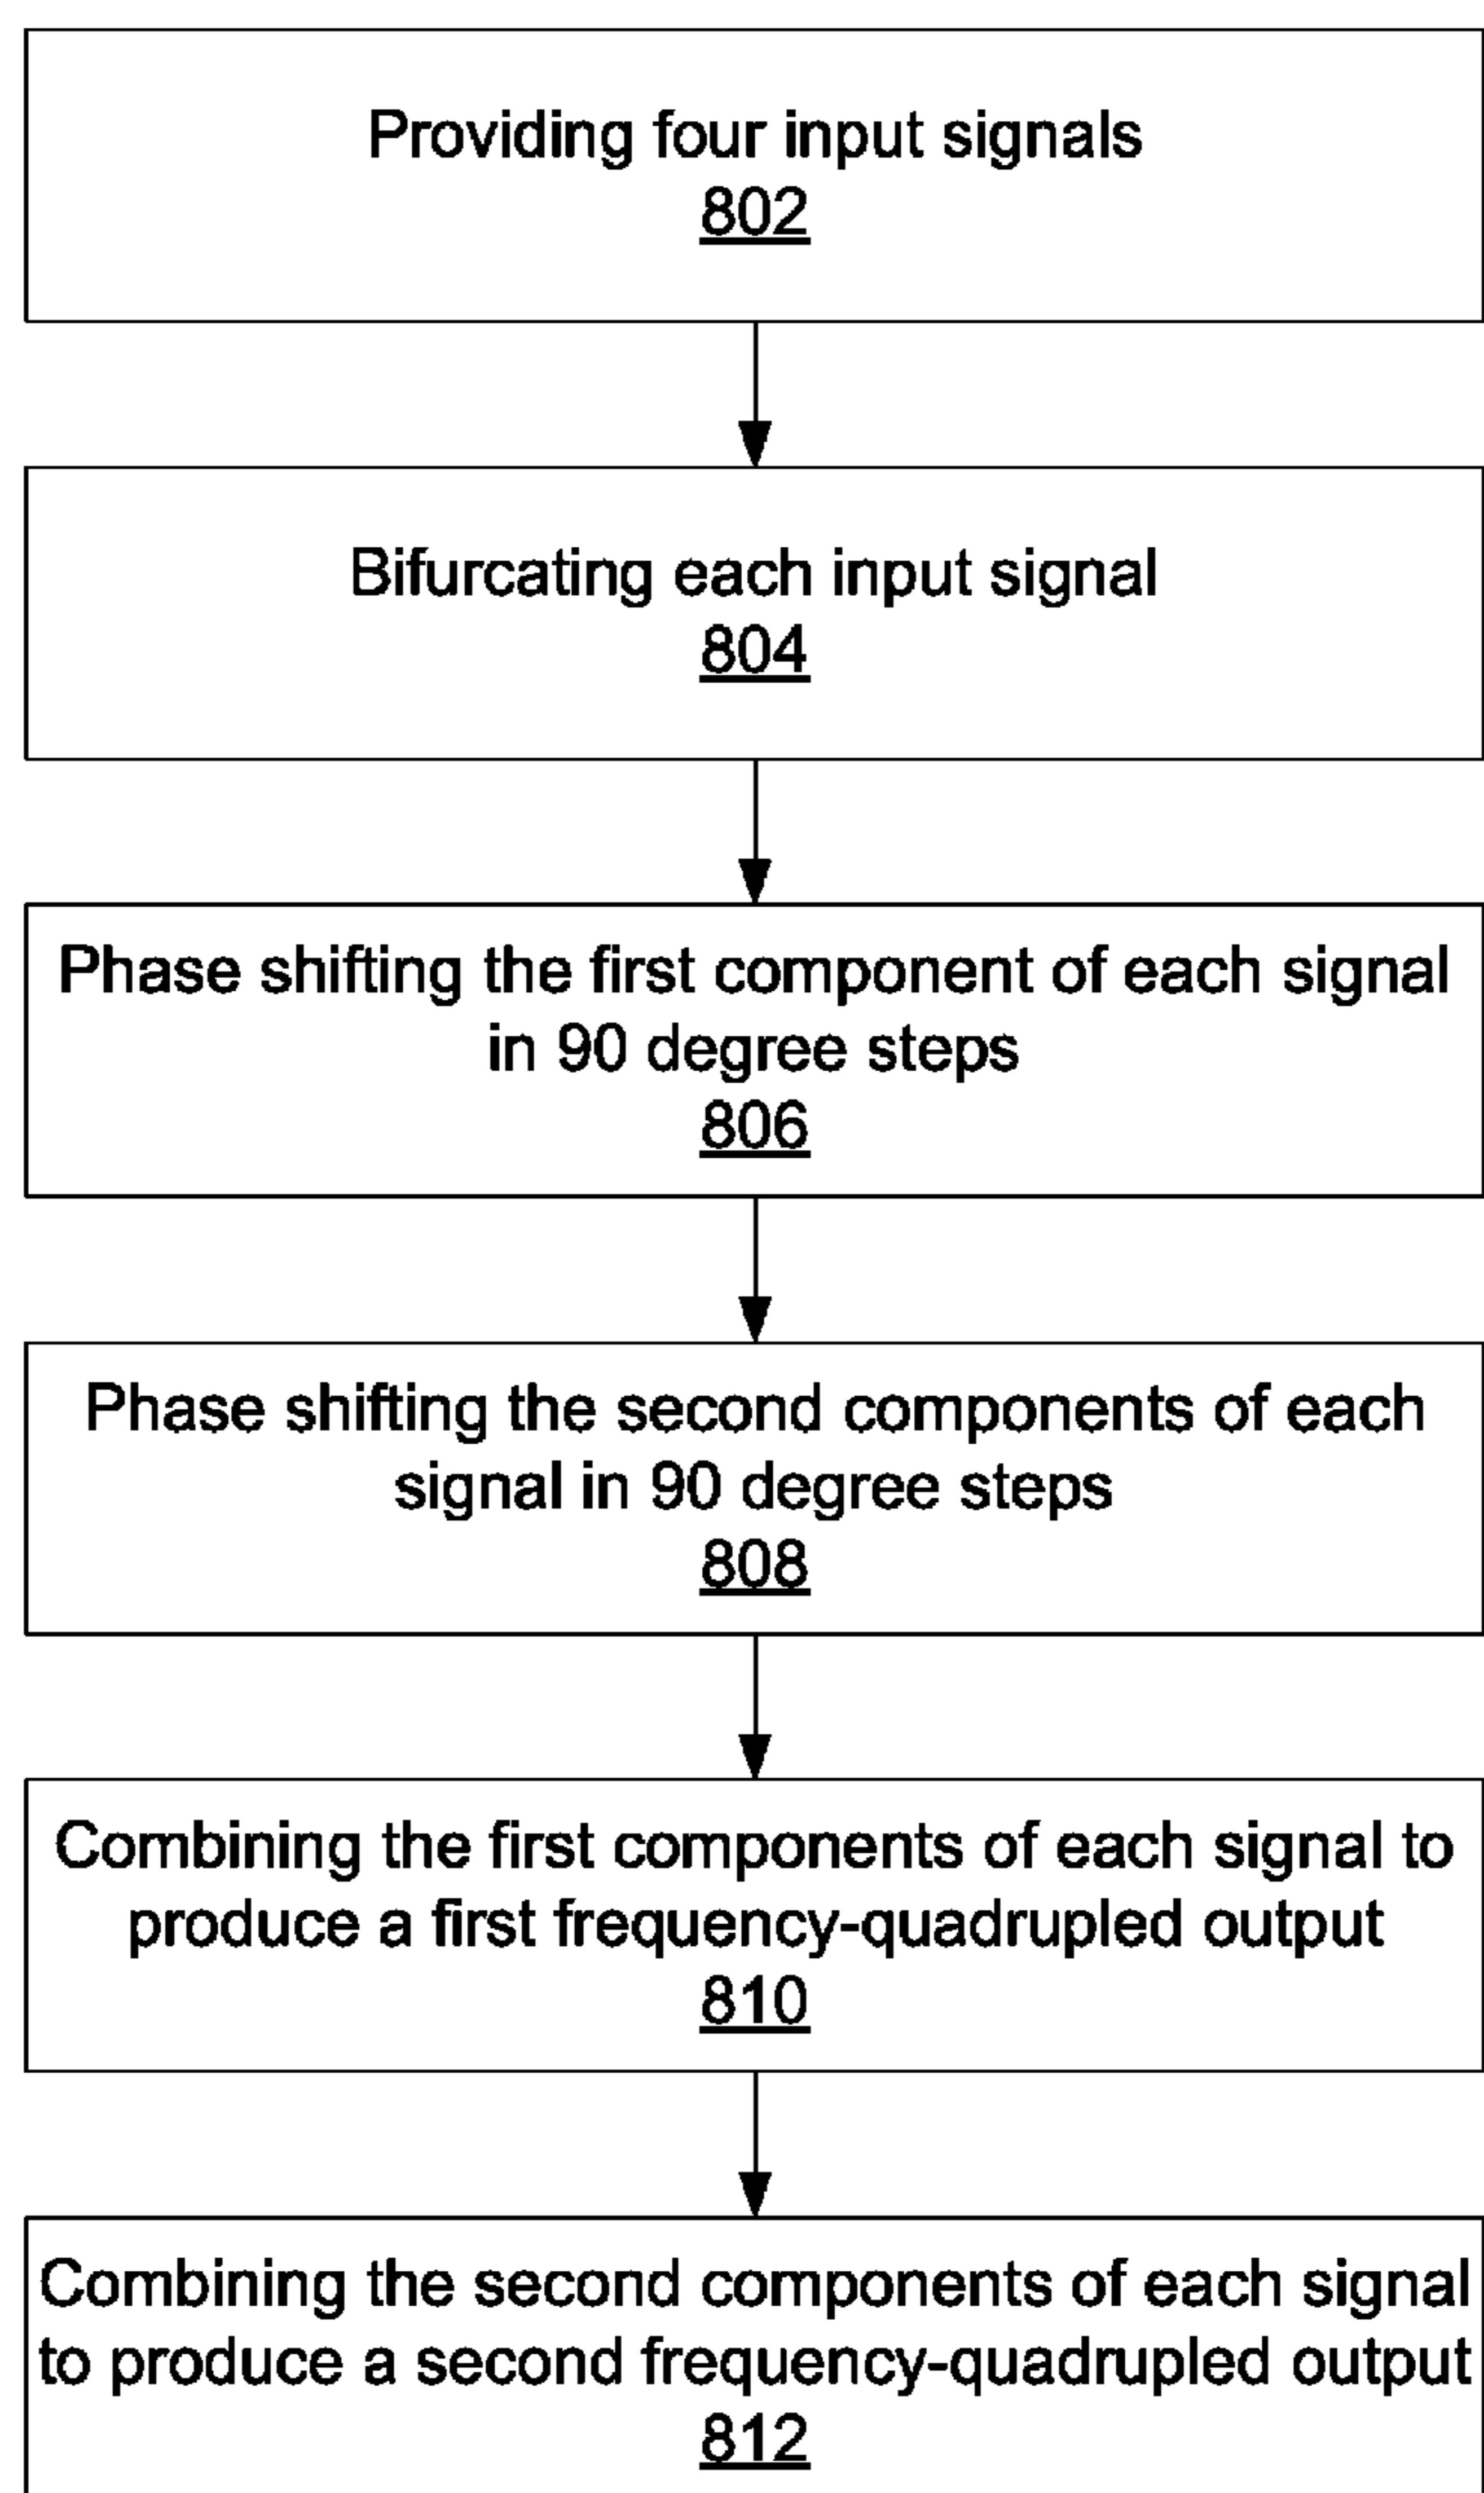 Providing four input signals
802
Bifurcating each input signal
804
Phase shifting the first component of each signal
in 90 degree steps
806
Phase shifting the second components of each
signal in 90 degree steps
808
Combining the first components of each signal to
produce a first frequency-quadrupled output
810
Combining the second components of each signal
to produce a second frequency-quadrupled output
812